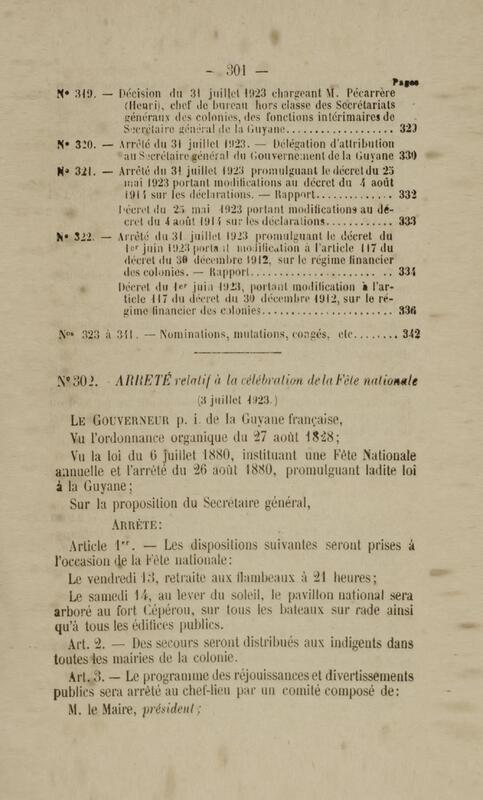 - 301 —
Pages
Nº 319. — Décision du 31 juillet 1923 chargeant M. Pécarrère
(Henri), chef de bureau hors classe des Secrétariats
généraux des colonies, des fonctions intérimaires de
Secrétaire général de la Guyane.................... 329
Nº 320. — Arrêté du 31 juillet 1923. — Délégation d'attribution
au Secrétaire général du Gouvernement de la Guyane 330
Nº 321. — Arrêté du 31 juillet 1923 promulguant le décret du 25
mai 1923 portant modifications au décret du 4 août
1914 sur les déclarations. — Rapport.............. 332
Décret du 25 mai 1923 portant modifications au dé-
cret du 4 août 1914 sur les déclarations............ 333
Nº 322. — Arrêté du 31 juillet 1923 promulguant le décret du
1er juin 1923 portant modification à l'article 117 du
décret du 30 décembre 1912, sur le régime financier
des colonies. — Rapport......................... 334
Décret du 1er juin 1923, portant modification à l'ar-
ticle 117 du décret du 30 décembre 1912, sur le ré-
gime financier des colonies........................ 336
Nos 323 à 341. — Nominations, mutations, congés, etc........ 342
Nº 302. - ARRETÉ relatif à la célébration de la Fête nationale
(3 juillet 1923.)
LE GOUVERNEUR p. i. de la Guyane française,
Vu l'ordonnance organique du 27 août 1828;
Vu la loi du 6 juillet 1880, instituant une Fête Nationale
annuelle et l'arrêté du 26 août 1880, promulguant ladite loi
à la Guyane;
Sur la proposition du Secrétaire général,
ARRÊTE:
Article 1er. — Les dispositions suivantes seront prises à
l'occasion de la Fête nationale:
Le vendredi 13, retraite aux flambeaux à 21 heures;
Le samedi 14, au lever du soleil, le pavillon national sera
arboré au fort Cépérou, sur tous les bateaux sur rade ainsi
qu'à tous les édifices publics.
Art. 2. — Des secours seront distribués aux indigents dans
toutes les mairies de la colonie.
Art. 3. — Le programme des réjouissances et divertissements
publics sera arrêté au chef-lieu par un comité composé de:
M. le Maire, président;